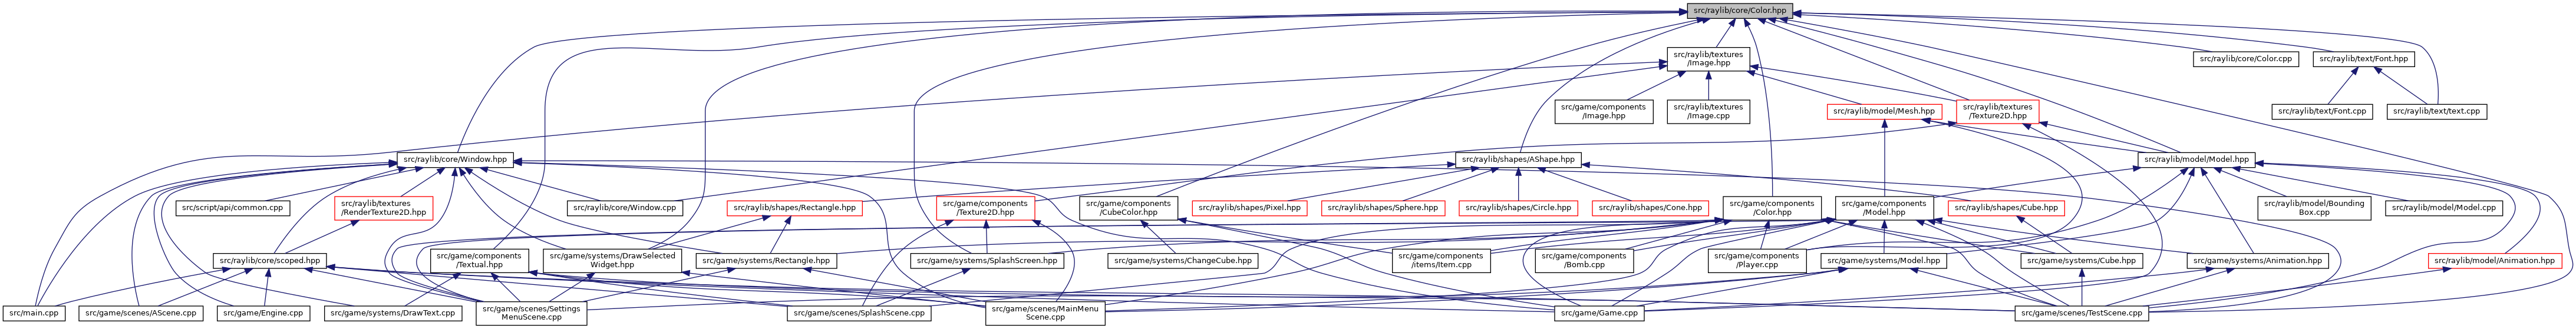 src/raylib/core/Color.hpp
src/raylib/textures
/Image.hpp
src/raylib/core/Color.cpp
src/raylib/text/Font.hpp
src/game/components
/Image.hpp
src/raylib/textures
/Image.cpp
src/raylib/model/Mesh.hpp
src/raylib/textures
/Texture2D.hpp
src/raylib/text/Font.cpp
src/raylib/text/text.cpp
src/raylib/core/Window.hpp
src/raylib/shapes/AShape.hpp
src/raylib/model/Model.hpp
src/script/api/common.cpp
src/raylib/textures
/RenderTexture2D.hpp
src/raylib/core/Window.cpp
src/raylib/shapes/Rectangle.hpp
src/game/components
/Texture2D.hpp
src/game/components
/CubeColor.hpp
src/raylib/shapes/Pixel.hpp
src/raylib/shapes/Sphere.hpp
src/raylib/shapes/Circle.hpp
src/raylib/shapes/Cone.hpp
src/game/components
/Color.hpp
src/game/components
/Model.hpp
src/raylib/shapes/Cube.hpp
src/raylib/model/Bounding
Box.cpp
src/raylib/model/Model.cpp
src/raylib/core/scoped.hpp
src/game/components
/Textual.hpp
src/game/systems/DrawSelected
Widget.hpp
src/game/systems/Rectangle.hpp
src/game/systems/SplashScreen.hpp
src/game/systems/ChangeCube.hpp
src/game/components
/items/Item.cpp
src/game/components
/Bomb.cpp
src/game/components
/Player.cpp
src/game/systems/Model.hpp
src/game/systems/Cube.hpp
src/game/systems/Animation.hpp
src/raylib/model/Animation.hpp
src/main.cpp
src/game/scenes/AScene.cpp
src/game/Engine.cpp
src/game/systems/DrawText.cpp
src/game/scenes/Settings
MenuScene.cpp
src/game/scenes/SplashScene.cpp
src/game/scenes/MainMenu
Scene.cpp
src/game/Game.cpp
src/game/scenes/TestScene.cpp